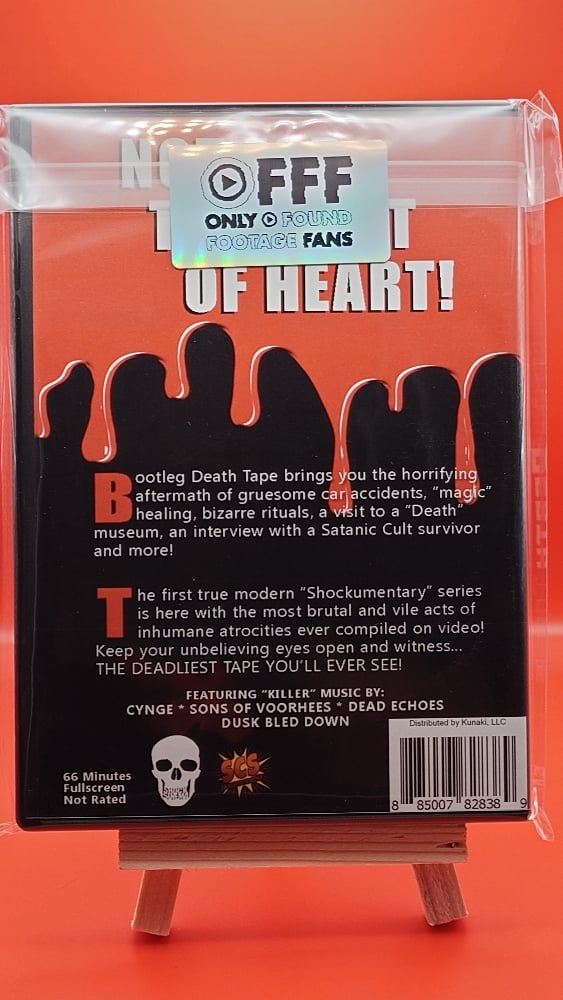 OFFF
ONLY FOUND
FOOTAGE FANS
OF HEART!
Bootleg Death Tape brings you the horrifying
aftermath of gruesome car accidents, "magic"
healing, bizarre rituals, a visit to a "Death"
museum, an interview with a Satanic Cult survivor
and more!
The first true modern "Shockumentary" series
is here with the most brutal and vile acts of
inhumane atrocities ever compiled on video!
Keep your unbelieving eyes open and witness...
THE DEADLIEST TAPE YOU'LL EVER SEE!
FEATURING "KILLER" MUSIC BY:
CYNGE * SONS OF VOORHEES * DEAD ECHOES
DUSK BLED DOWN
Distributed by Kunaki, LLC
66 Minutes
Fullscreen
Not Rated
SCS
8 85007 82838 9